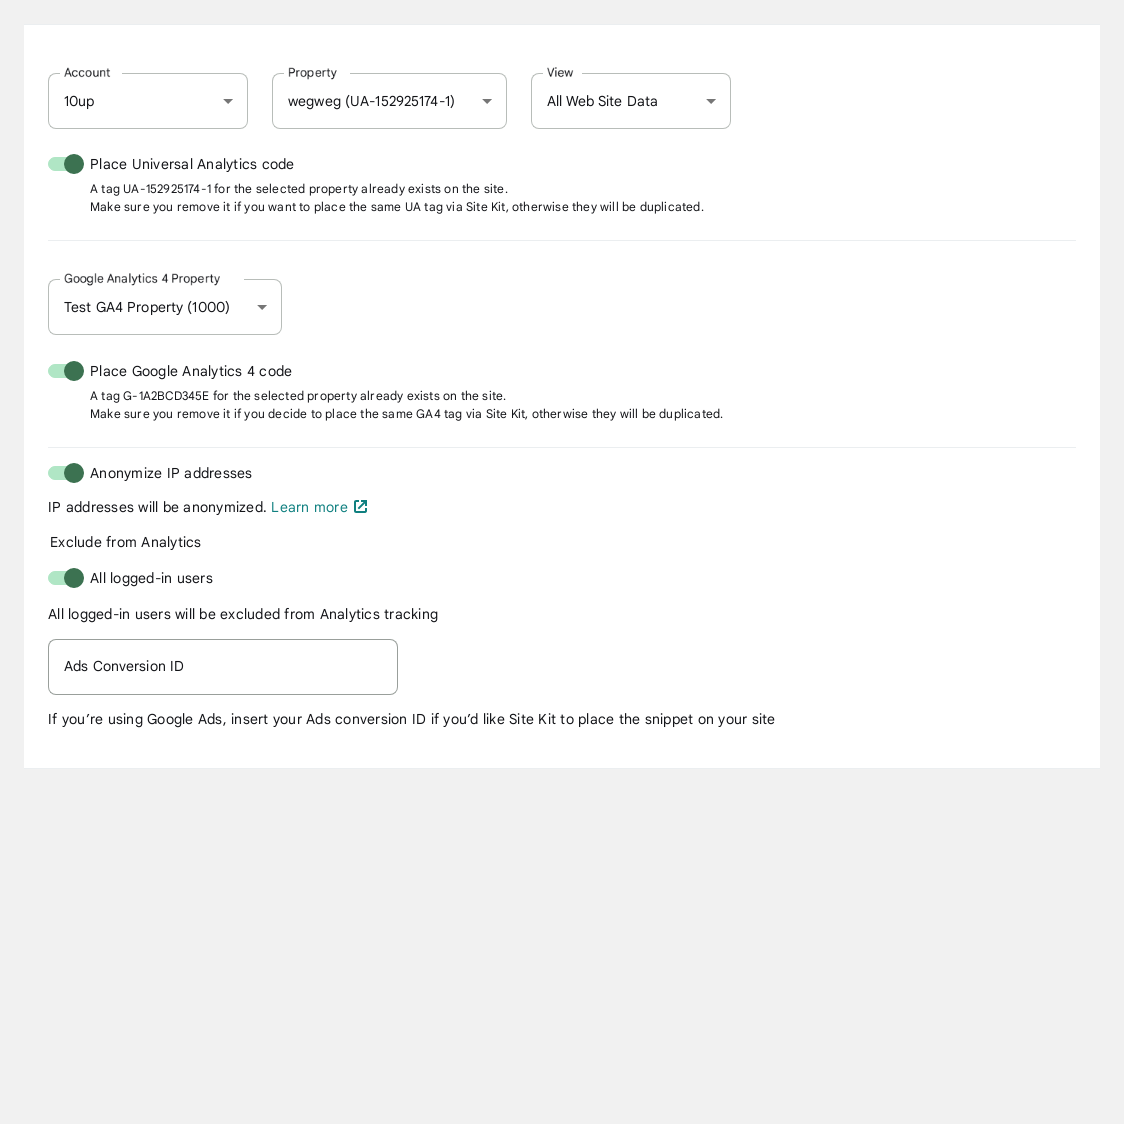 Account
10up
Property
wegweg (UA-152925174-1)
View
All Web Site Data
Place Universal Analytics code
A tag UA-152925174-1 for the selected property already exists on the site.
Make sure you remove it if you want to place the same UA tag via Site Kit, otherwise they will be duplicated.
Google Analytics 4 Property
Test GA4 Property (1000)
Place Google Analytics 4 code
A tag G-1A2BCD345E for the selected property already exists on the site.
Make sure you remove it if you decide to place the same GA4 tag via Site Kit, otherwise they will be duplicated.
Anonymize IP addresses
IP addresses will be anonymized. Learn more
Exclude from Analytics
All logged-in users
All logged-in users will be excluded from Analytics tracking
Ads Conversion ID
If you’re using Google Ads, insert your Ads conversion ID if you’d like Site Kit to place the snippet on your site